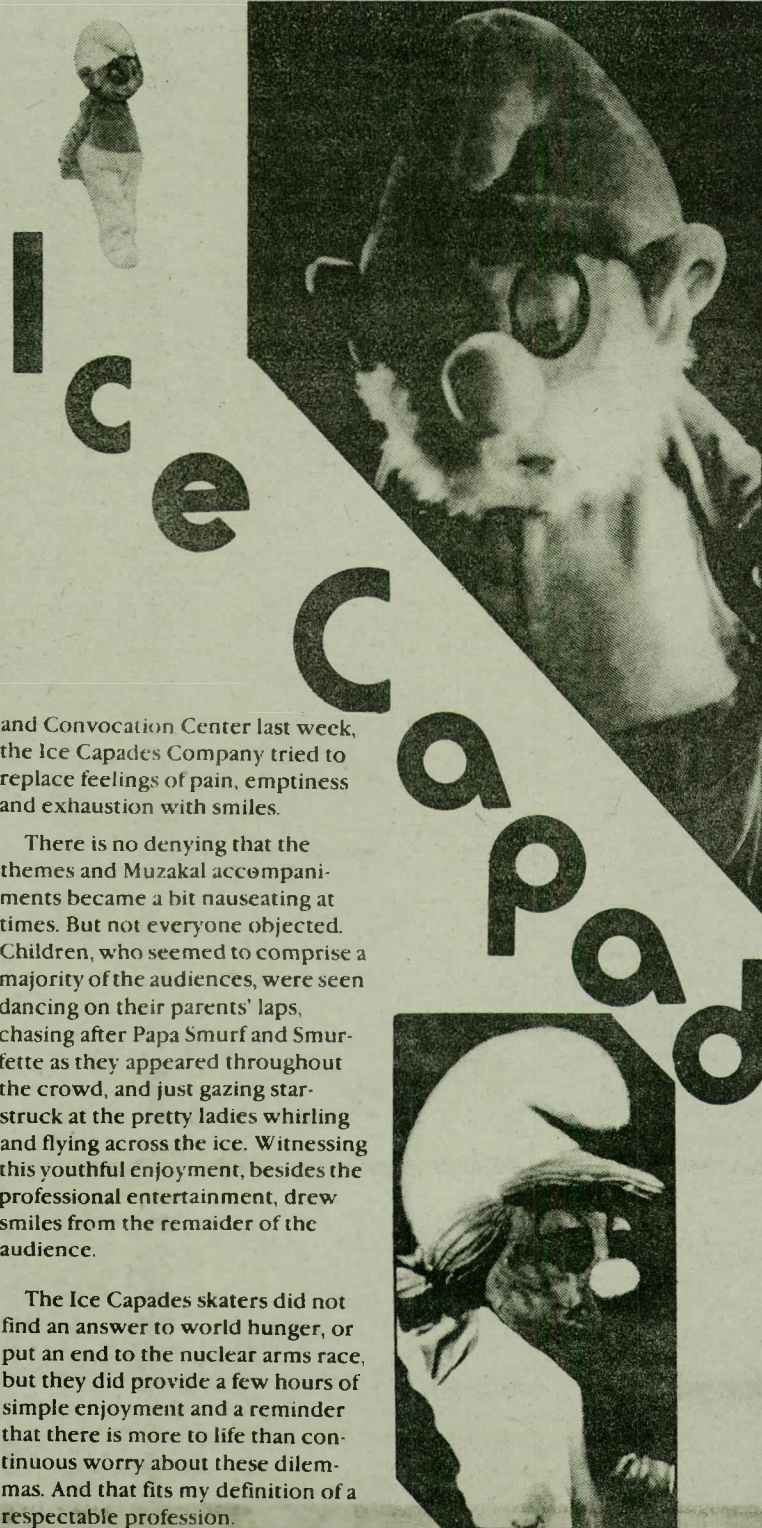 Ice
Capad
and Convocation Center last week,
the Ice Capades Company tried to
replace feelings of pain, emptiness
and exhaustion with smiles.
There is no denying that the
themes and Muzakal accompani-
ments became a bit nauseating at
times. But not everyone objected.
Children, who seemed to comprise a
majority of the audiences, were seen
dancing on their parents' laps,
chasing after Papa Smurf and Smur-
fette as they appeared throughout
the crowd, and just gazing star-
struck at the pretty ladies whirling
and flying across the ice. Witnessing
this youthful enjoyment, besides the
professional entertainment, drew
smiles from the remaider of the
audience.
The Ice Capades skaters did not
find an answer to world hunger, or
put an end to the nuclear arms race,
but they did provide a few hours of
simple enjoyment and a reminder
that there is more to life than con-
tinuous worry about these dilem-
mas. And that fits my definition of a
respectable profession.